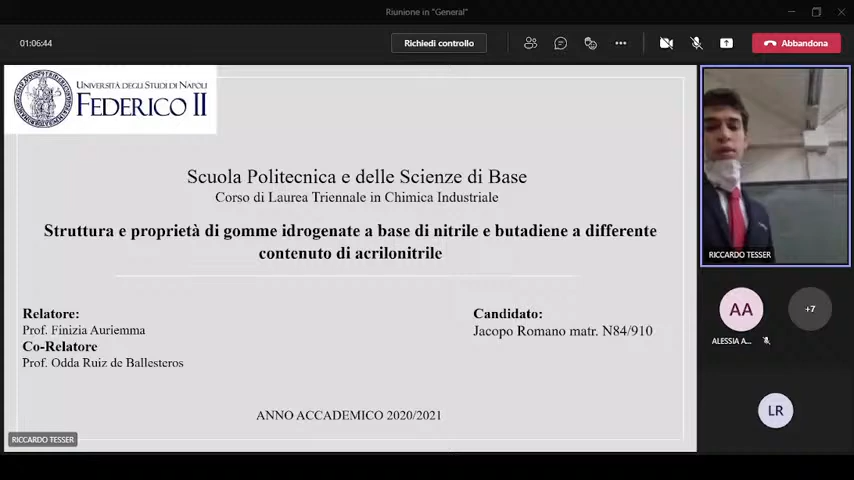 Riunione in "General"
01:06:44
Richiedi controllo
Abbandona
UNIVERSITÀ DEGLI STUDI DI NAPOLI
FEDERICO II
Scuola Politecnica e delle Scienze di Base
Corso di Laurea Triennale in Chimica Industriale
Struttura e proprietà di gomme idrogenate a base di nitrile e butadiene a differente
contenuto di acrilonitrile
Relatore:
Prof. Finizia Auriemma
Co-Relatore
Prof. Odda Ruiz de Ballesteros
Candidato:
Jacopo Romano matr. N84/910
ANNO ACCADEMICO 2020/2021
RICCARDO TESSER
RICCARDO TESSER
AA
+7
ALESSIA A...
LR